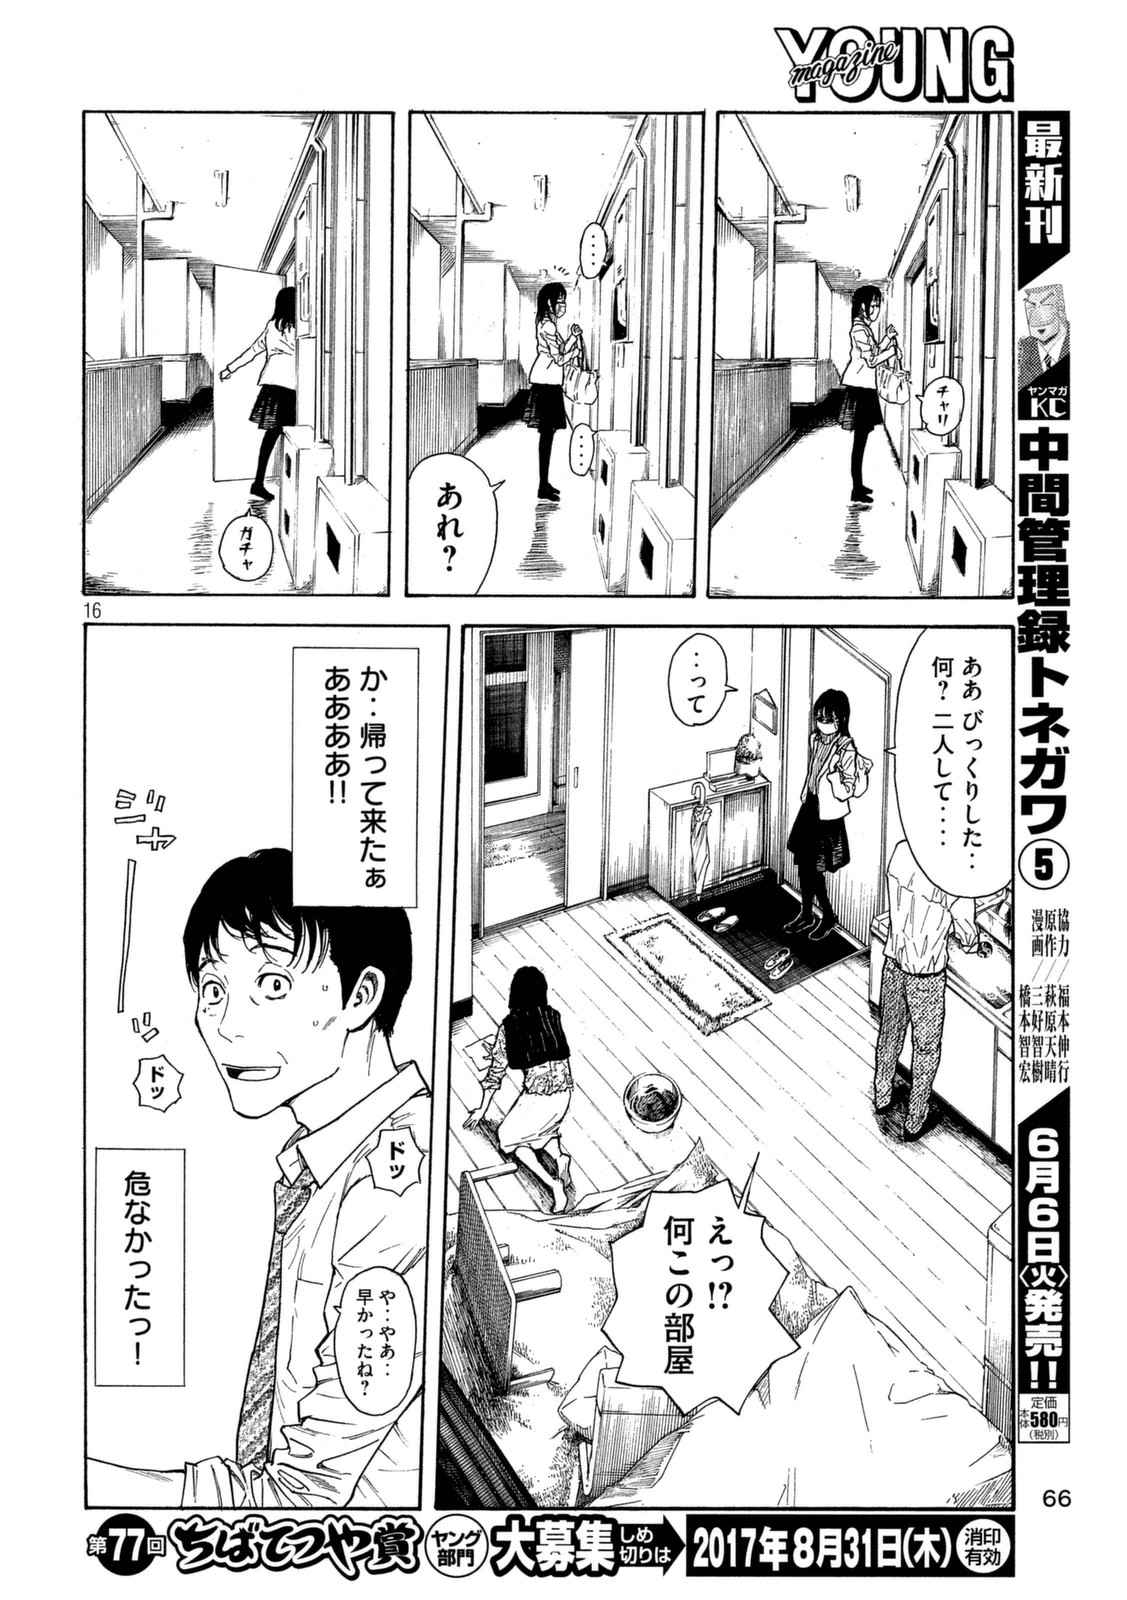 YOUNG
magazine
最新刊
ヤンマガ
KC
中間管理録トネガワ⑤
協力/福本伸行
原作/萩原天晴
漫画/三好智樹
橋本智宏
6月6日〈火〉発売!!
定価
本体580円
(税別)
チャリ
‥‥
‥‥
あれ?
ガチャ
16
ああ びっくりした‥
何? 二人して‥‥
‥って
えっ!?
何この部屋
か‥帰って来たぁ
ああああ!!
ミシッ
ドッ
ドッ
危なかったっ!
や‥やあ‥
早かったね?
66
第77回 ちばてつや賞 ヤング部門 大募集 しめ切りは 2017年8月31日(木) 消印有効